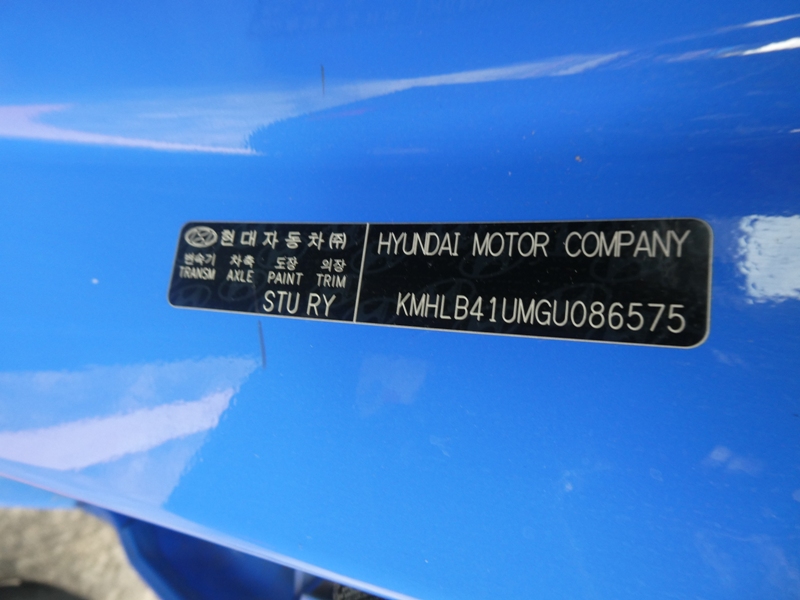 현대자동차㈜
변속기 차축 도장 의장
TRANSM AXLE PAINT TRIM
STU RY
HYUNDAI MOTOR COMPANY
KMHLB41UMGU086575